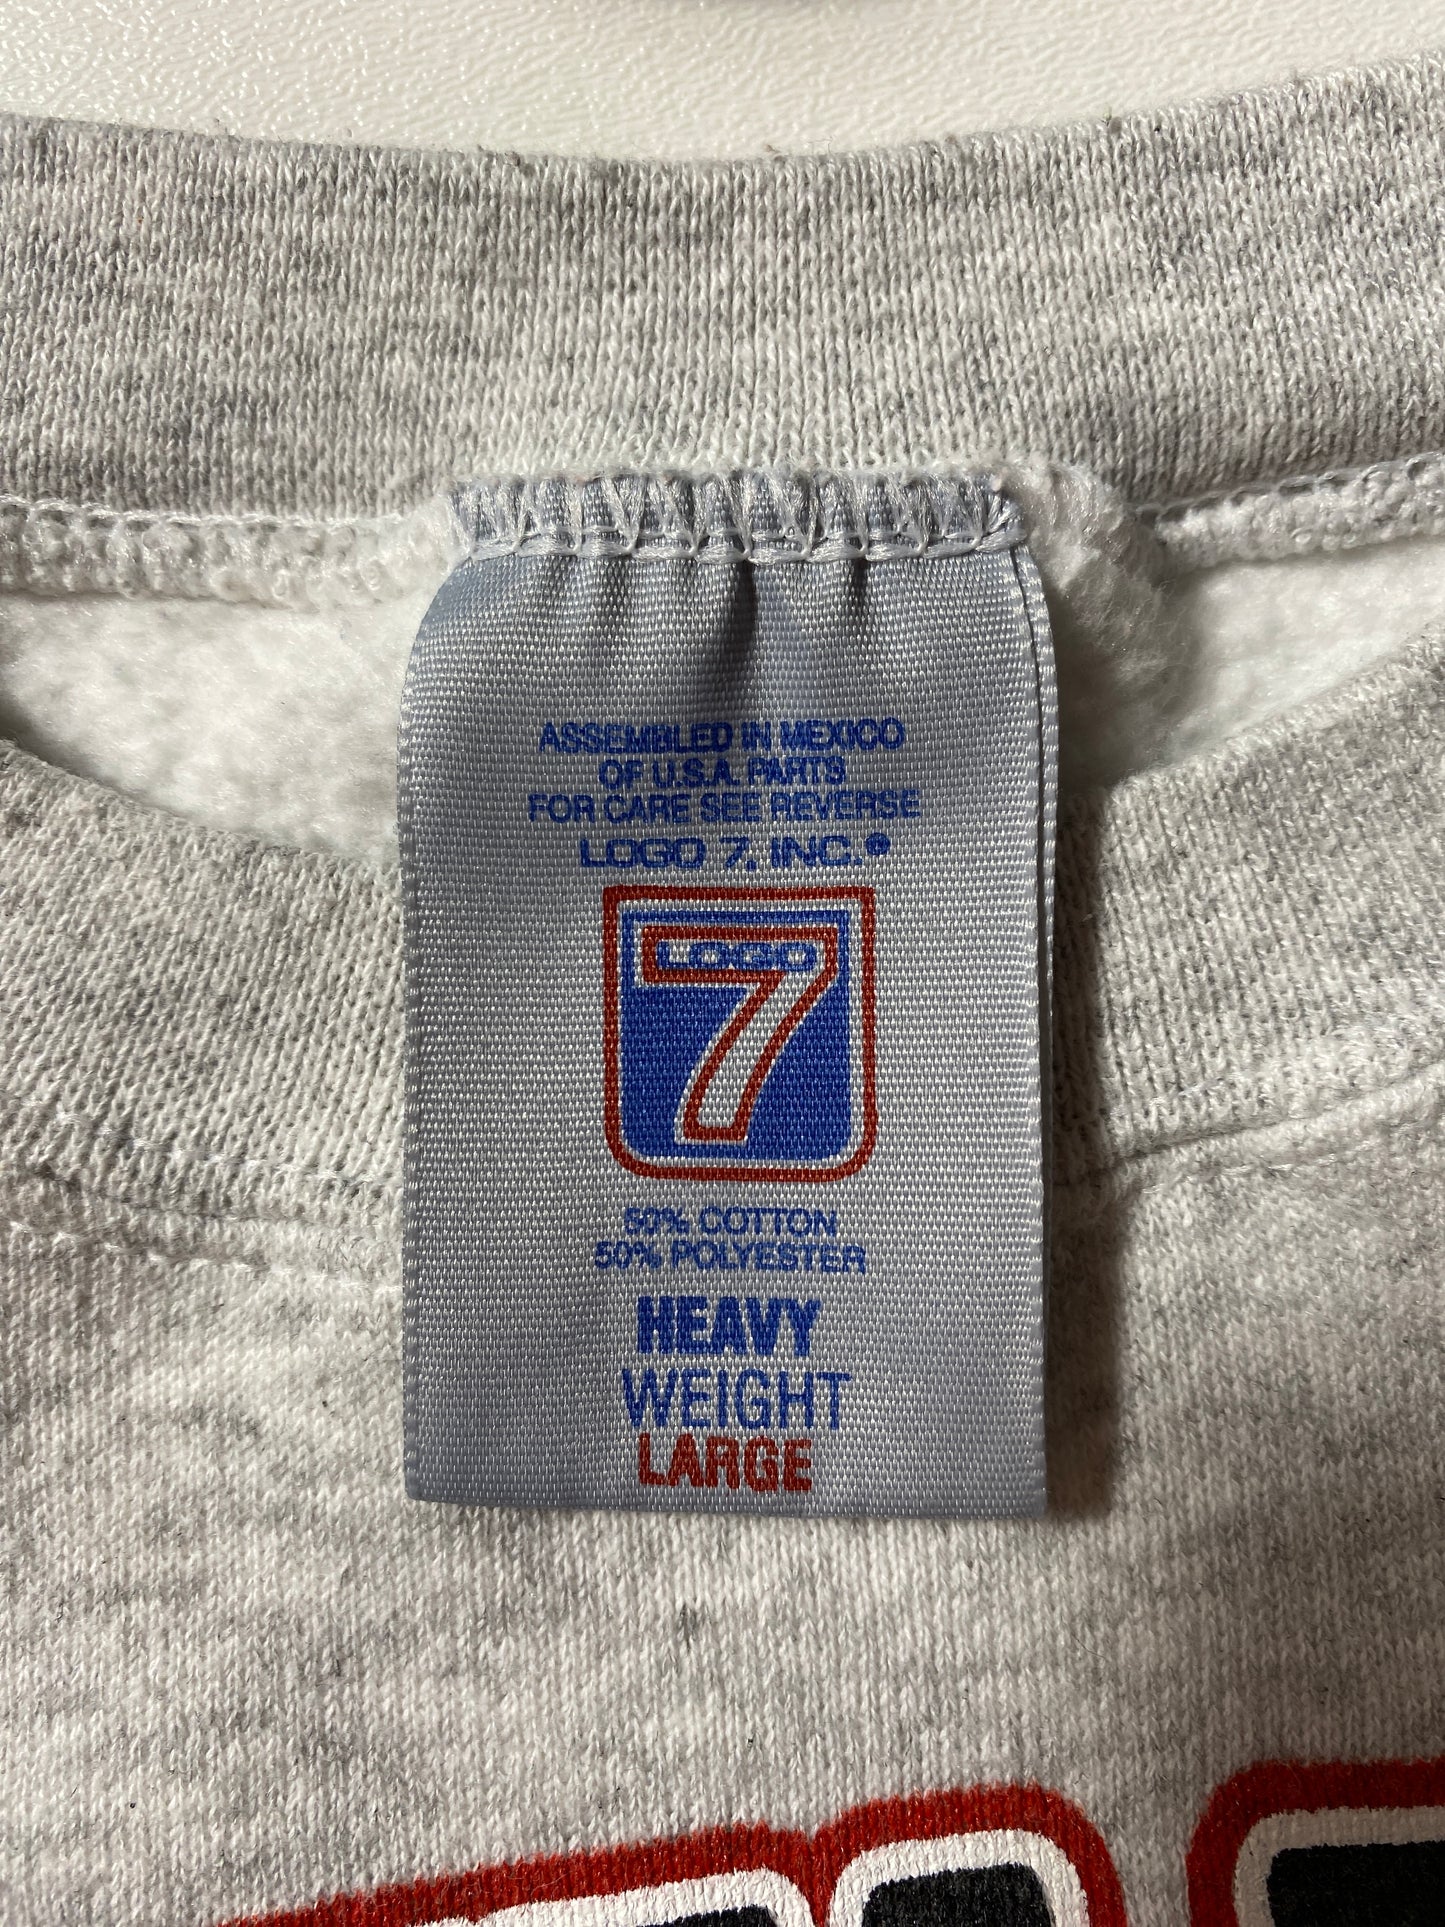 ASSEMBLED IN MEXICO
OF U.S.A. PARTS
FOR CARE SEE REVERSE
LOGO 7, INC.®
LOGO
7
50% COTTON
50% POLYESTER
HEAVY
WEIGHT
LARGE